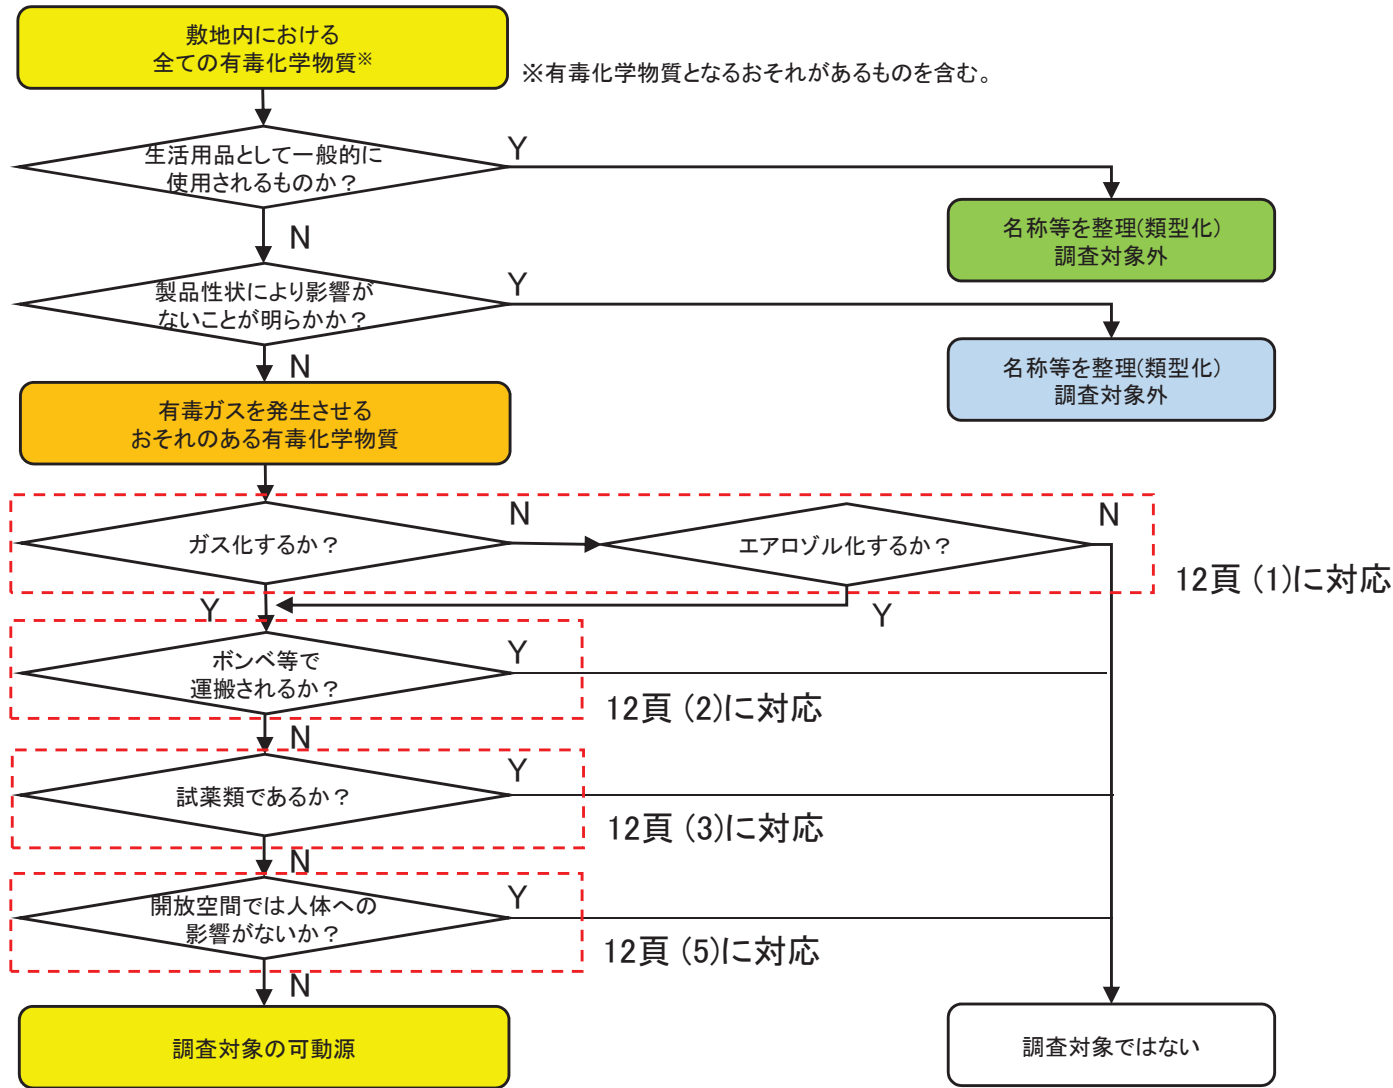 敷地内における
全ての有毒化学物質※
※有毒化学物質となるおそれがあるものを含む。
生活用品として一般的に
使用されるものか？
Y
N
名称等を整理(類型化)
調査対象外
製品性状により影響が
ないことが明らかか？
Y
N
名称等を整理(類型化)
調査対象外
有毒ガスを発生させる
おそれのある有毒化学物質
ガス化するか？
N
エアロゾル化するか？
N
12頁 (1)に対応
Y
Y
ボンベ等で
運搬されるか？
Y
12頁 (2)に対応
N
試薬類であるか？
Y
12頁 (3)に対応
N
開放空間では人体への
影響がないか？
Y
12頁 (5)に対応
N
調査対象の可動源
調査対象ではない